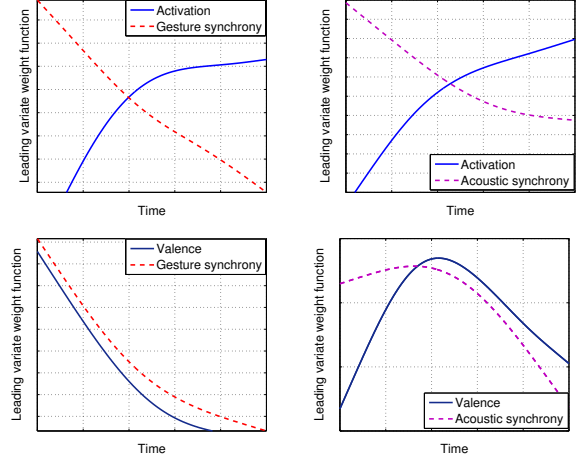 Leading variate weight function
Activation
Gesture synchrony
Time
Leading variate weight function
Activation
Acoustic synchrony
Time
Leading variate weight function
Valence
Gesture synchrony
Time
Leading variate weight function
Valence
Acoustic synchrony
Time